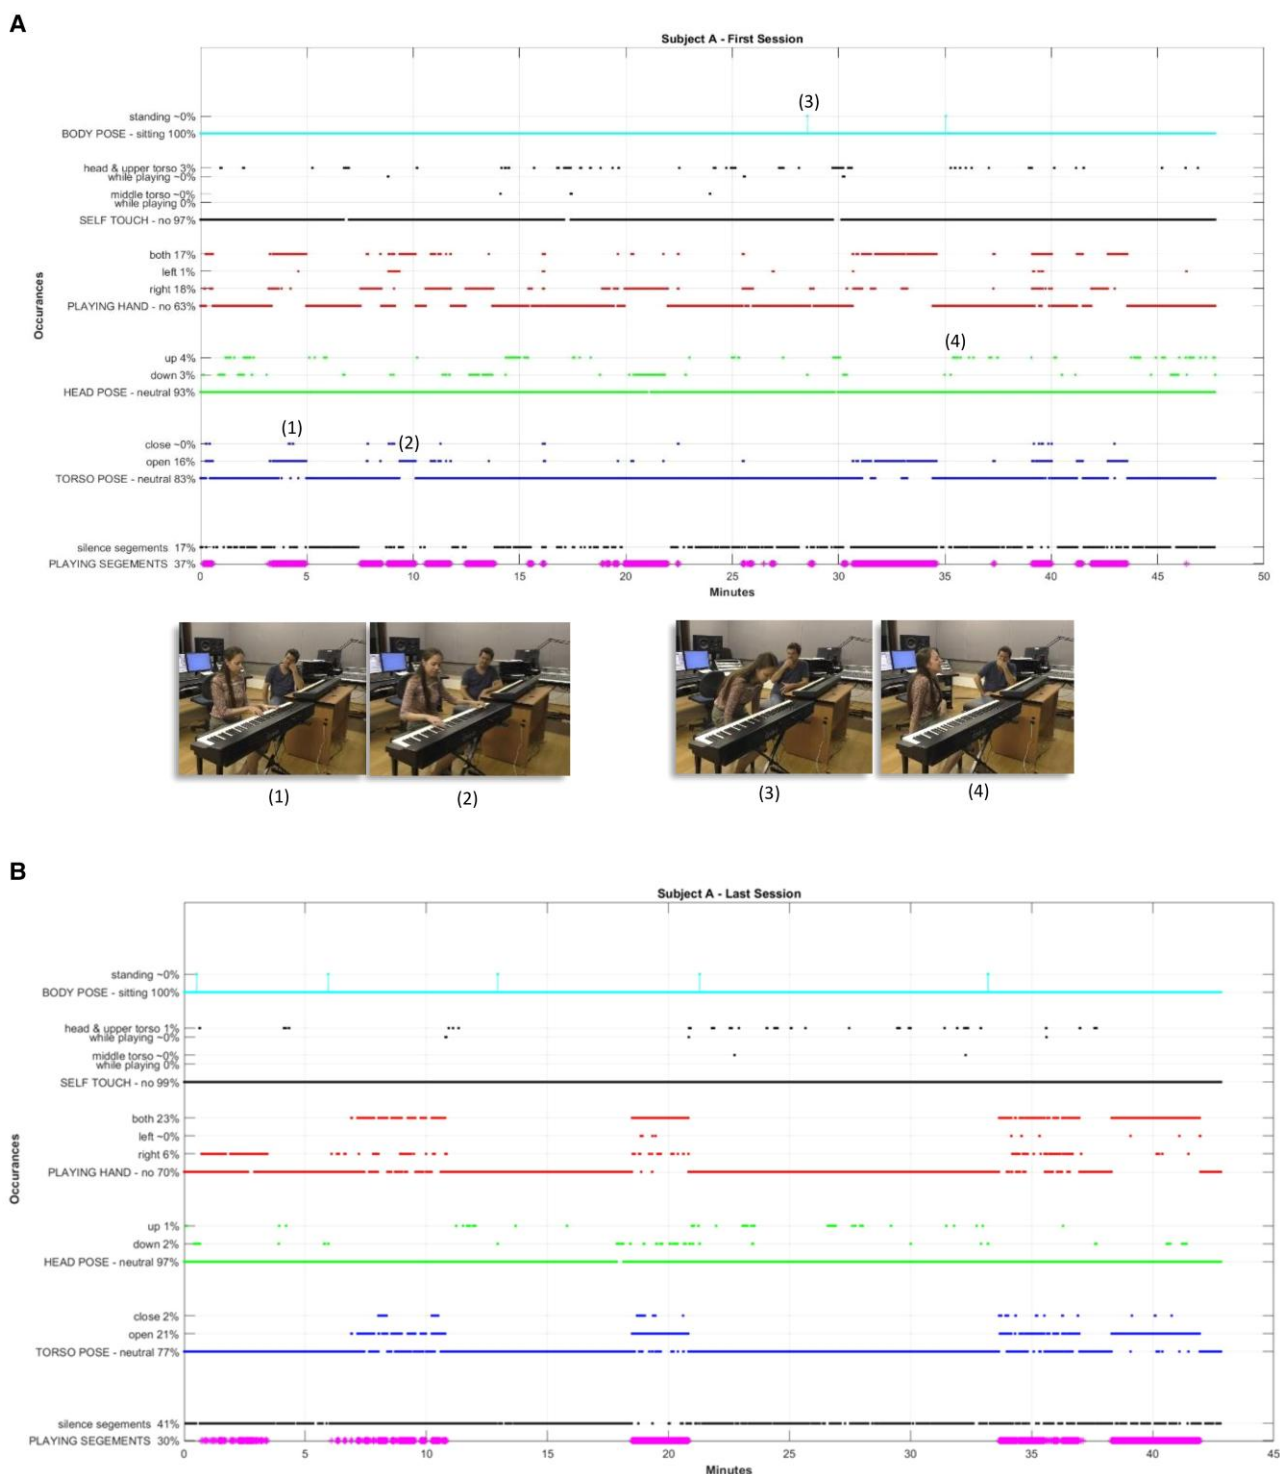 A
Subject A - First Session
(3)
standing ~0%
BODY POSE - sitting 100%
head & upper torso 3%
while playing ~0%
middle torso ~0%
while playing 0%
SELF TOUCH - no 97%
both 17%
left 1%
right 18%
PLAYING HAND - no 63%
Occurances
(4)
up 4%
down 3%
HEAD POSE - neutral 93%
(1)
close ~0%
(2)
open 16%
TORSO POSE - neutral 83%
silence segements 17%
PLAYING SEGEMENTS 37%
0 5 10 15 20 25 30 35 40 45 50
Minutes
(1) (2) (3) (4)
B
Subject A - Last Session
standing ~0%
BODY POSE - sitting 100%
head & upper torso 1%
while playing ~0%
middle torso ~0%
while playing 0%
SELF TOUCH - no 99%
both 23%
left ~0%
right 6%
PLAYING HAND - no 70%
Occurances
up 1%
down 2%
HEAD POSE - neutral 97%
close 2%
open 21%
TORSO POSE - neutral 77%
silence segements 41%
PLAYING SEGEMENTS 30%
0 5 10 15 20 25 30 35 40 45
Minutes